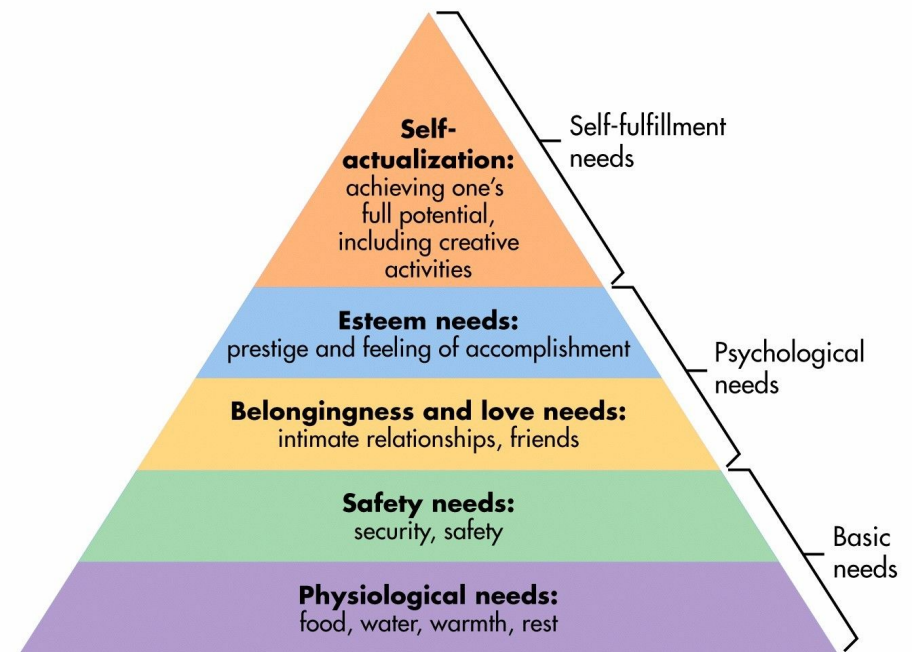 Self-
actualization:
achieving one's
full potential,
including creative
activities
Self-fulfillment
needs
Esteem needs:
prestige and feeling of accomplishment
Psychological
needs
Belongingness and love needs:
intimate relationships, friends
Safety needs:
security, safety
Basic
needs
Physiological needs:
food, water, warmth, rest